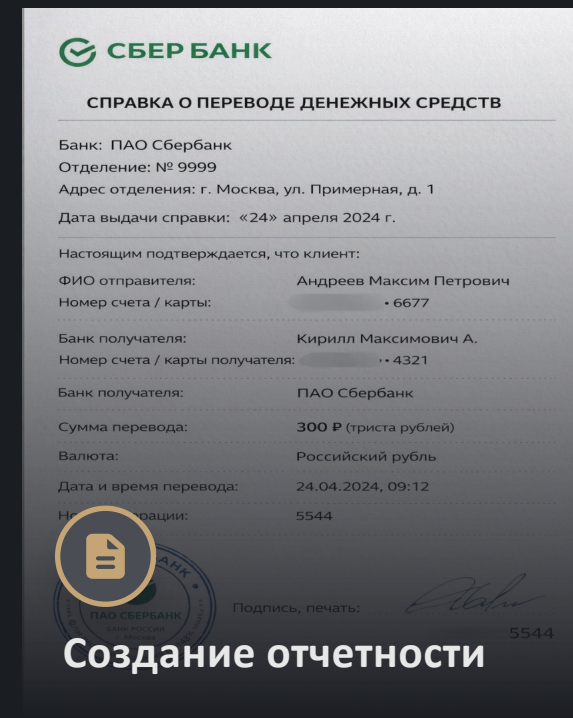 СБЕР БАНК
СПРАВКА О ПЕРЕВОДЕ ДЕНЕЖНЫХ СРЕДСТВ
Банк: ПАО Сбербанк
Отделение: № 9999
Адрес отделения: г. Москва, ул. Примерная, д. 1
Дата выдачи справки: «24» апреля 2024 г.
Настоящим подтверждается, что клиент:
ФИО отправителя: Андреев Максим Петрович
Номер счета / карты: • 6677
Банк получателя: Кирилл Максимович А.
Номер счета / карты получателя: •• 4321
Банк получателя: ПАО Сбербанк
Сумма перевода: 300 ₽ (триста рублей)
Валюта: Российский рубль
Дата и время перевода: 24.04.2024, 09:12
5544
ПАО СБЕРБАНК
Подпись, печать:
5544
Создание отчетности